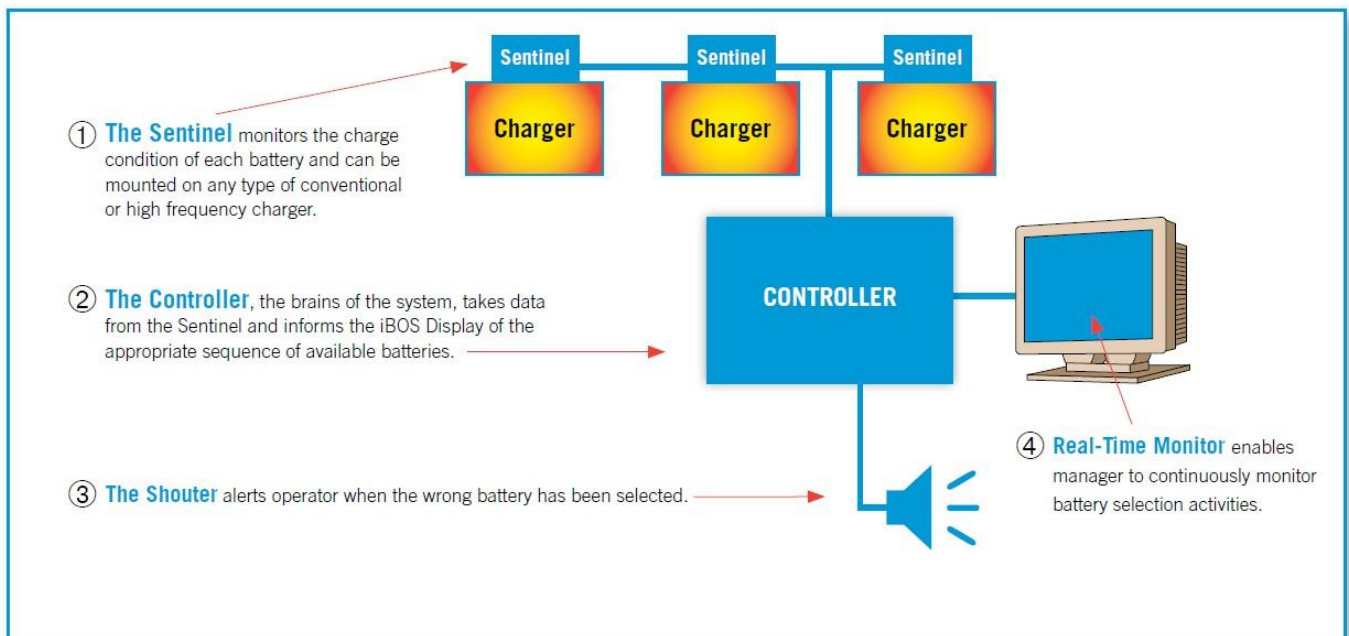 Sentinel Sentinel Sentinel
Charger Charger Charger
① The Sentinel monitors the charge
condition of each battery and can be
mounted on any type of conventional
or high frequency charger.
CONTROLLER
② The Controller, the brains of the system, takes data
from the Sentinel and informs the iBOS Display of the
appropriate sequence of available batteries.
③ The Shouter alerts operator when the wrong battery has been selected.
④ Real-Time Monitor enables
manager to continuously monitor
battery selection activities.